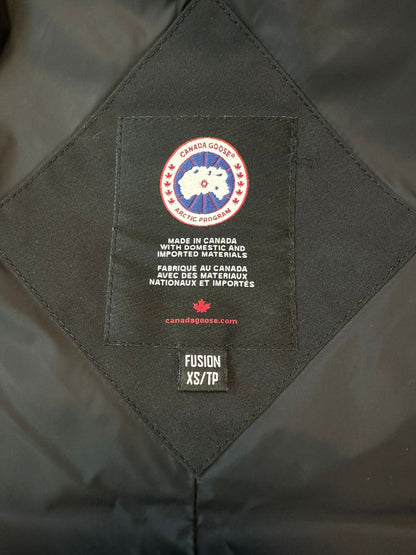 CANADA GOOSE®
ARCTIC PROGRAM
MADE IN CANADA
WITH DOMESTIC AND
IMPORTED MATERIALS
FABRIQUÉ AU CANADA
AVEC DES MATERIAUX
NATIONAUX ET IMPORTÉS
canadagoose.com
FUSION
XS/TP